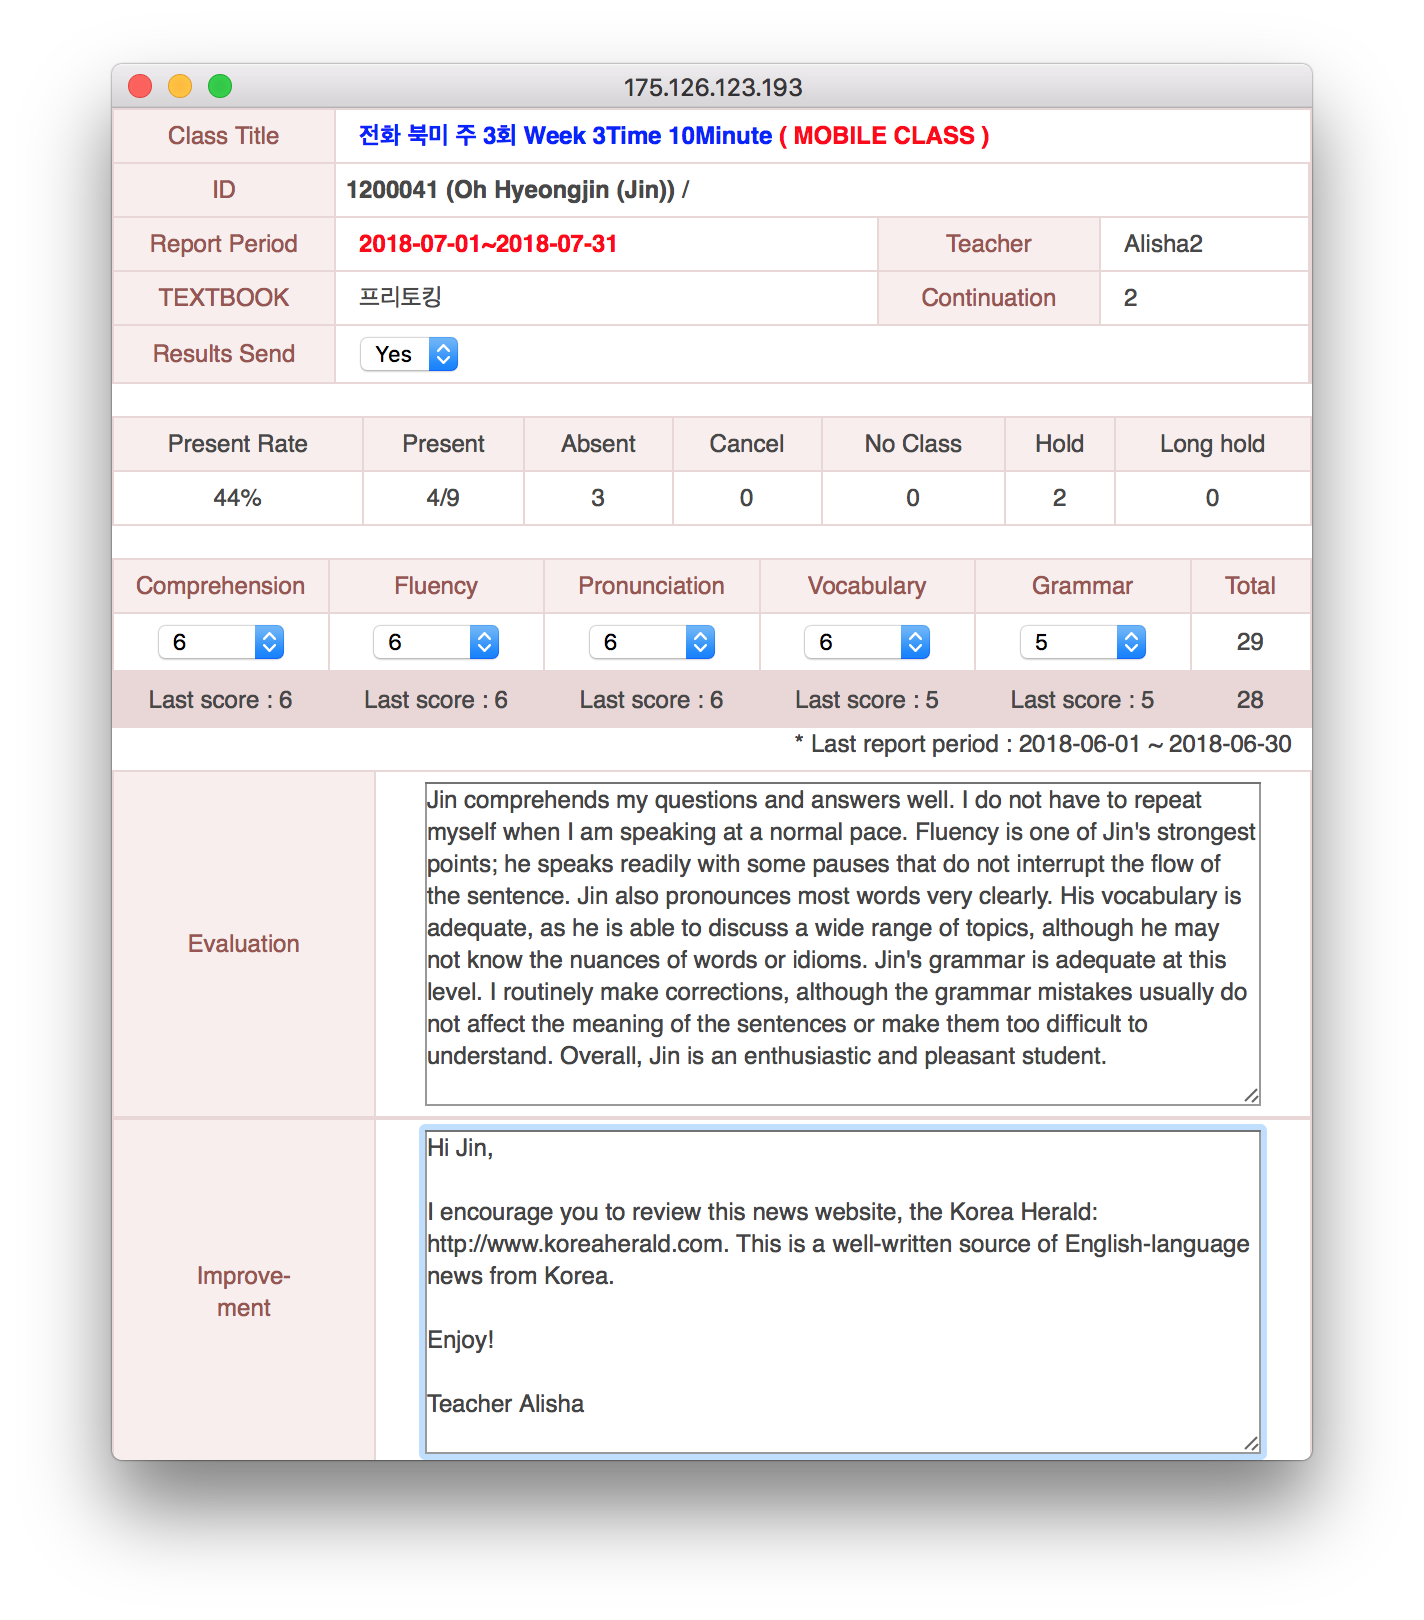 175.126.123.193
Class Title 전화 북미 주 3회 Week 3Time 10Minute ( MOBILE CLASS )
ID 1200041 (Oh Hyeongjin (Jin)) /
Report Period 2018-07-01~2018-07-31 Teacher Alisha2
TEXTBOOK 프리토킹 Continuation 2
Results Send Yes
Present Rate Present Absent Cancel No Class Hold Long hold
44% 4/9 3 0 0 2 0
Comprehension Fluency Pronunciation Vocabulary Grammar Total
6 6 6 6 5 29
Last score : 6 Last score : 6 Last score : 6 Last score : 5 Last score : 5 28
* Last report period : 2018-06-01 ~ 2018-06-30
Evaluation
Jin comprehends my questions and answers well. I do not have to repeat
myself when I am speaking at a normal pace. Fluency is one of Jin's strongest
points; he speaks readily with some pauses that do not interrupt the flow of
the sentence. Jin also pronounces most words very clearly. His vocabulary is
adequate, as he is able to discuss a wide range of topics, although he may
not know the nuances of words or idioms. Jin's grammar is adequate at this
level. I routinely make corrections, although the grammar mistakes usually do
not affect the meaning of the sentences or make them too difficult to
understand. Overall, Jin is an enthusiastic and pleasant student.
Improve-
ment
Hi Jin,
I encourage you to review this news website, the Korea Herald:
http://www.koreaherald.com. This is a well-written source of English-language
news from Korea.
Enjoy!
Teacher Alisha